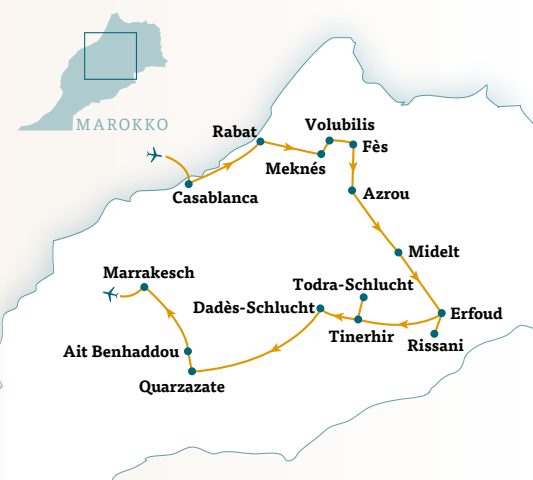 MAROKKO
Rabat
Volubilis
Fès
Meknés
Casablanca
Azrou
Midelt
Marrakesch
Todra-Schlucht
Dadès-Schlucht
Erfoud
Tinerhir
Rissani
Ait Benhaddou
Quarzazate